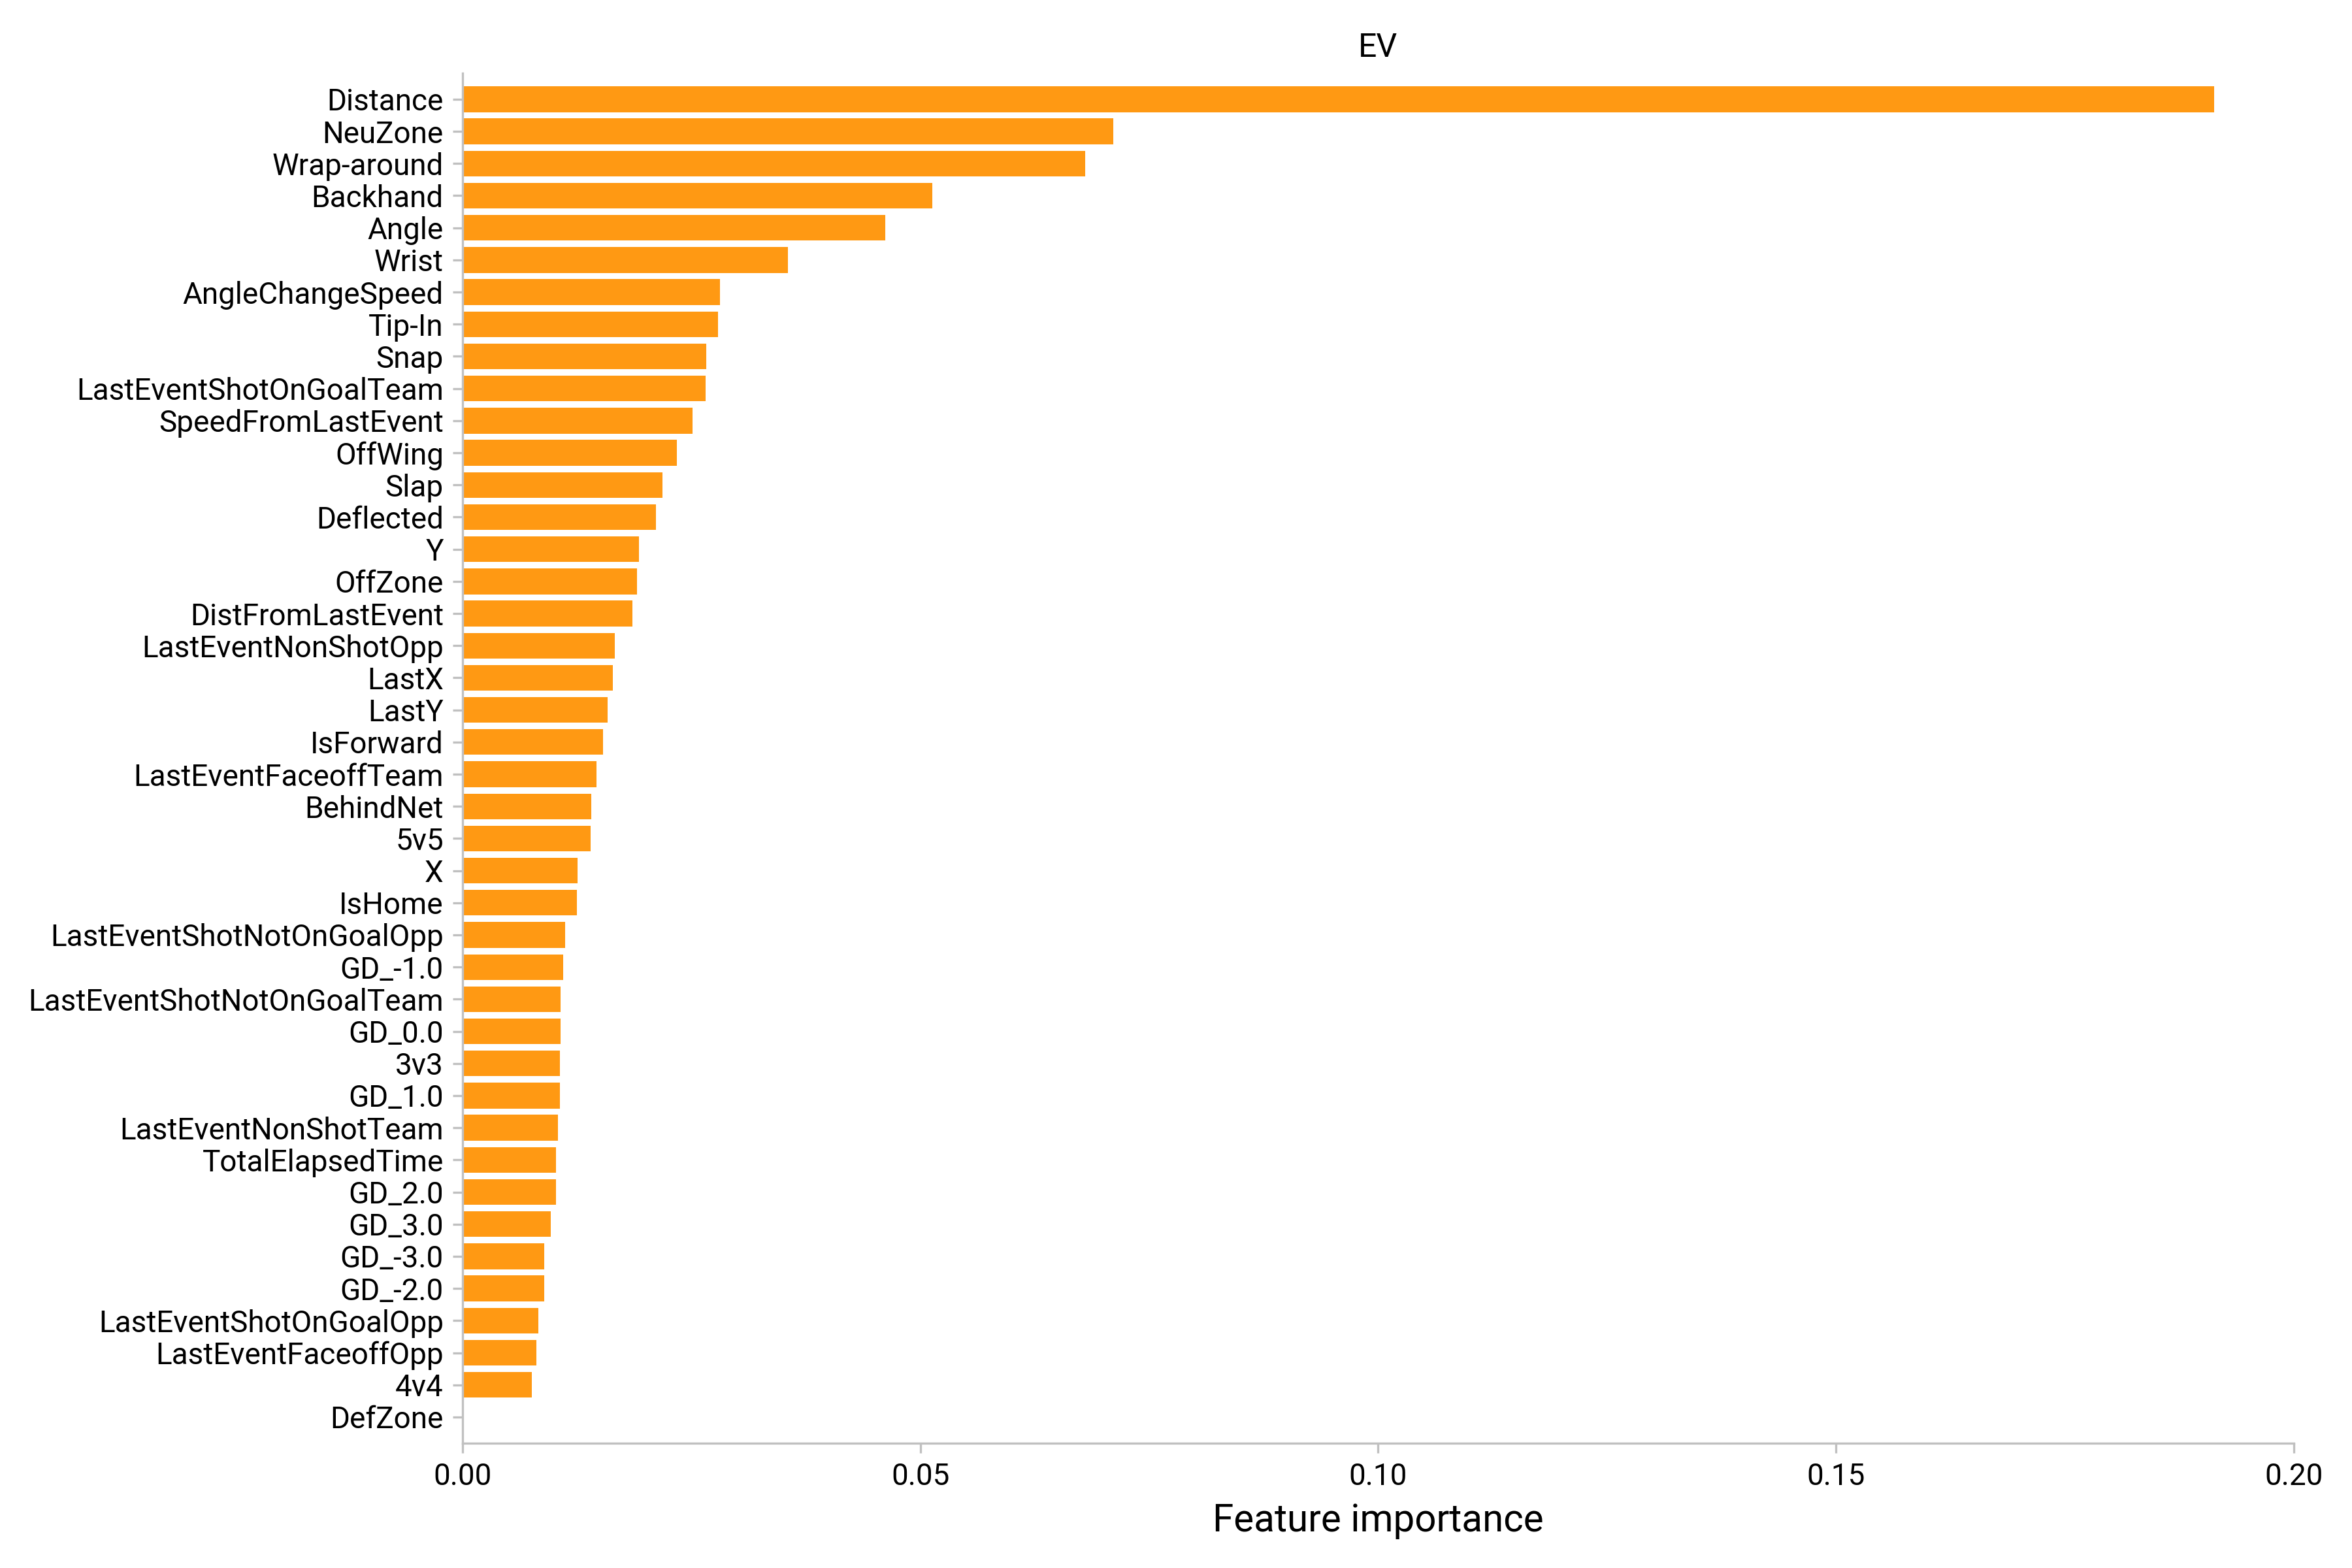 EV
Distance
NeuZone
Wrap-around
Backhand
Angle
Wrist
AngleChangeSpeed
Tip-In
Snap
LastEventShotOnGoalTeam
SpeedFromLastEvent
OffWing
Slap
Deflected
Y
OffZone
DistFromLastEvent
LastEventNonShotOpp
LastX
LastY
IsForward
LastEventFaceoffTeam
BehindNet
5v5
X
IsHome
LastEventShotNotOnGoalOpp
GD_-1.0
LastEventShotNotOnGoalTeam
GD_0.0
3v3
GD_1.0
LastEventNonShotTeam
TotalElapsedTime
GD_2.0
GD_3.0
GD_-3.0
GD_-2.0
LastEventShotOnGoalOpp
LastEventFaceoffOpp
4v4
DefZone
0.00 0.05 0.10 0.15 0.20
Feature importance